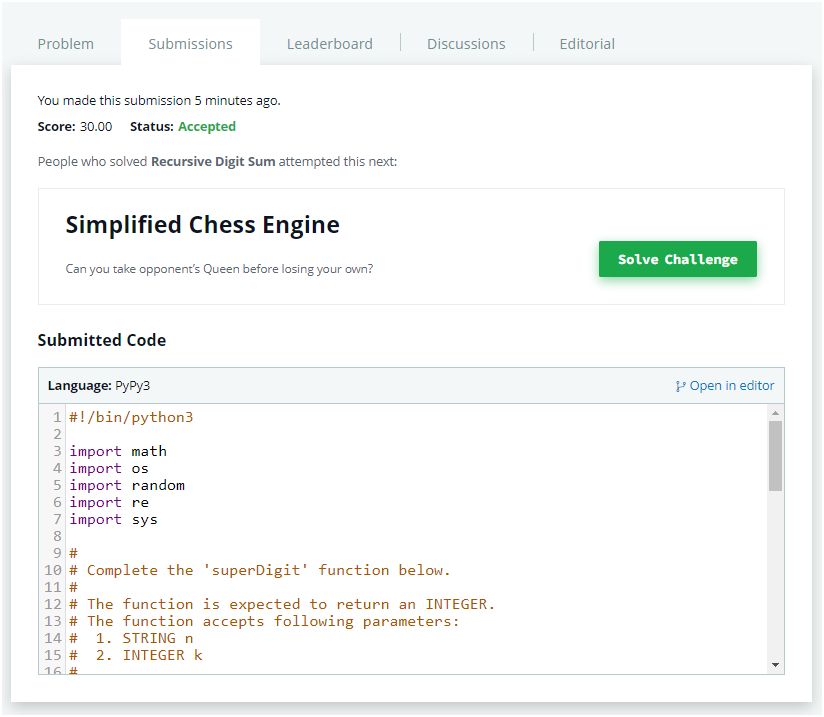 Problem Submissions Leaderboard Discussions Editorial
You made this submission 5 minutes ago.
Score: 30.00 Status: Accepted
People who solved Recursive Digit Sum attempted this next:
Simplified Chess Engine
Can you take opponent’s Queen before losing your own?
Solve Challenge
Submitted Code
Language: PyPy3 Open in editor
1 #!/bin/python3
2
3 import math
4 import os
5 import random
6 import re
7 import sys
8
9 #
10 # Complete the 'superDigit' function below.
11 #
12 # The function is expected to return an INTEGER.
13 # The function accepts following parameters:
14 #  1. STRING n
15 #  2. INTEGER k
16 #